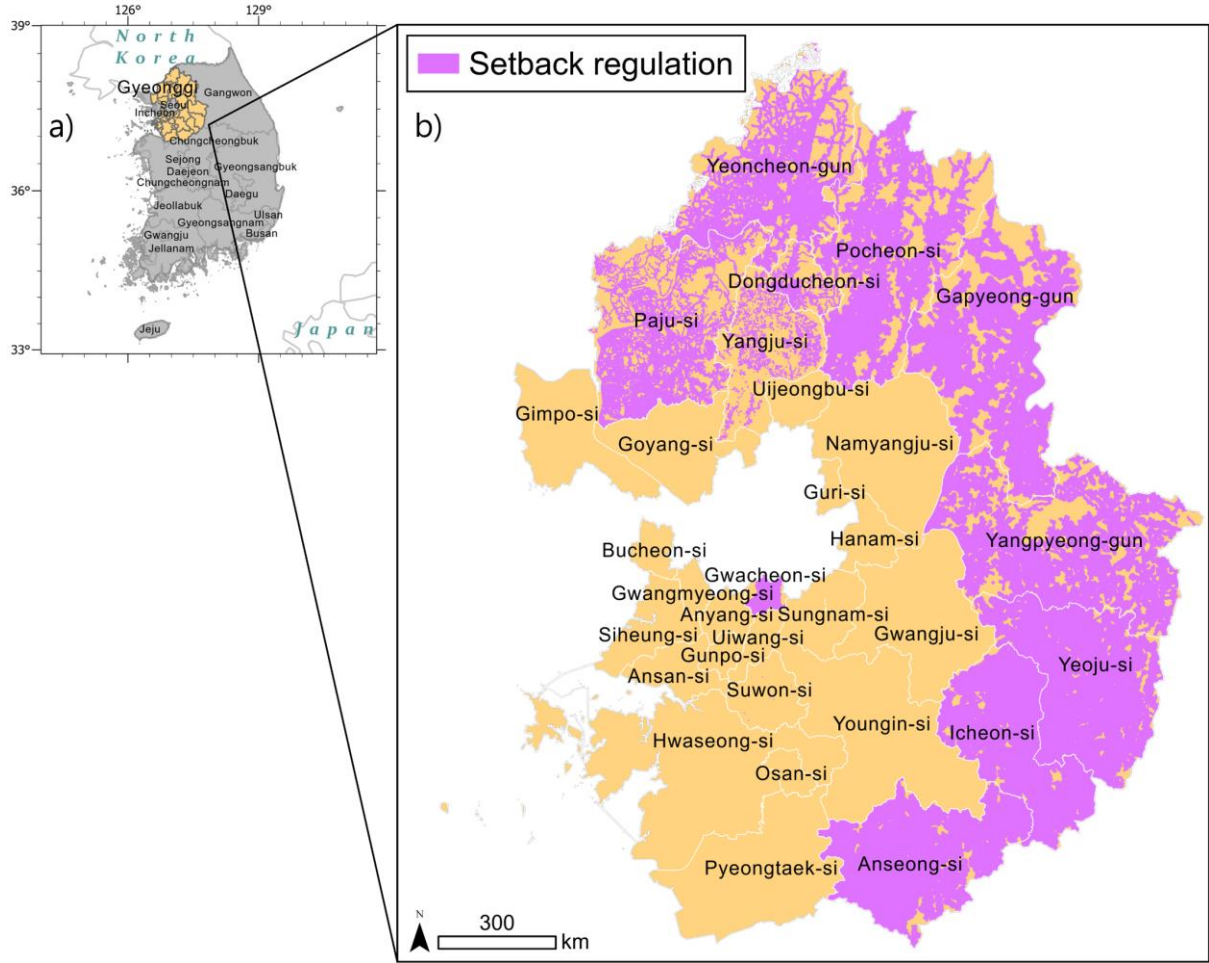 126°
129°
39°
36°
33°
North
Korea
Gyeonggi
Gangwon
Seoul
Incheon
a)
Chungcheongbuk
Sejong
Daejeon
Gyeongsangbuk
Chungcheongnam
Daegu
Jeollabuk
Ulsan
Gyeongsangnam
Busan
Gwangju
Jellanam
Jeju
Japan
Setback regulation
b)
Yeoncheon-gun
Pocheon-si
Dongducheon-si
Gapyeong-gun
Paju-si
Yangju-si
Uijeongbu-si
Gimpo-si
Goyang-si
Namyangju-si
Guri-si
Hanam-si
Yangpyeong-gun
Bucheon-si
Gwacheon-si
Gwangmyeong-si
Anyang-si
Sungnam-si
Siheung-si
Uiwang-si
Gwangju-si
Gunpo-si
Yeoju-si
Ansan-si
Suwon-si
Youngin-si
Icheon-si
Hwaseong-si
Osan-si
Pyeongtaek-si
Anseong-si
N
300
km